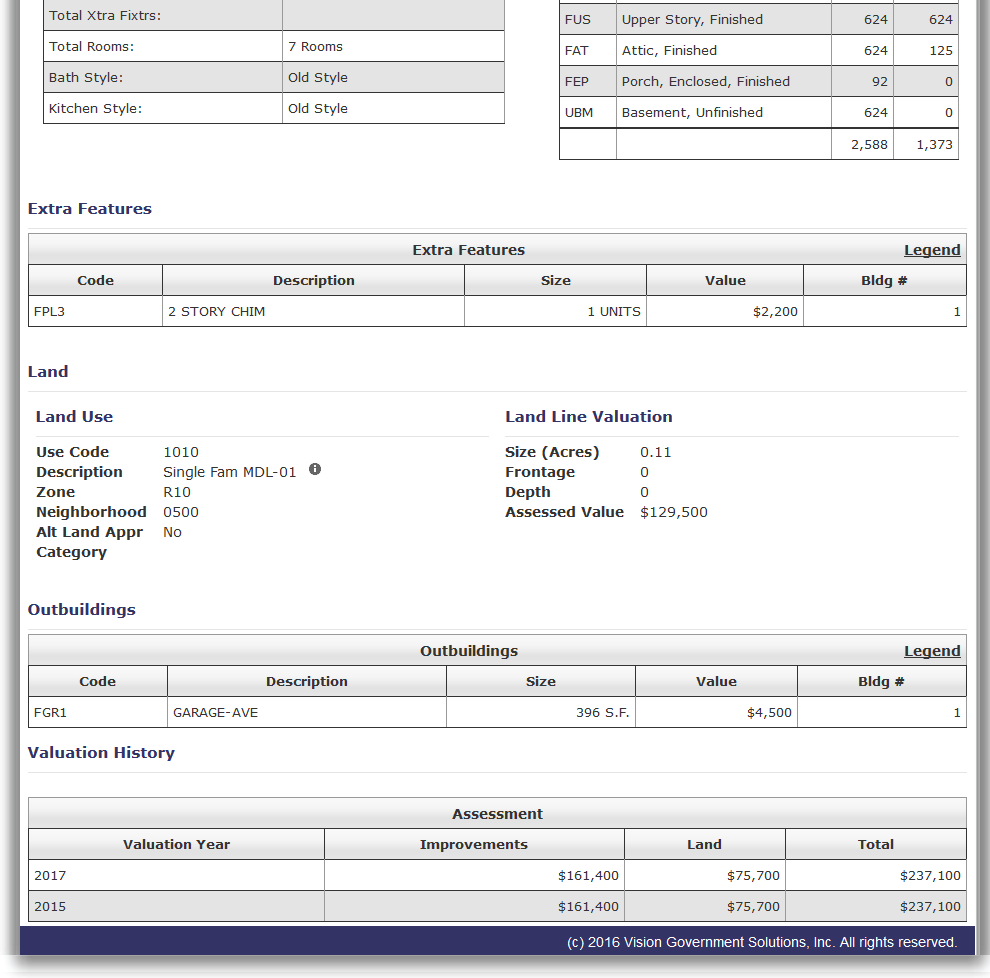 Total Xtra Fixtrs:
Total Rooms: 7 Rooms
Bath Style: Old Style
Kitchen Style: Old Style
FUS Upper Story, Finished 624 624
FAT Attic, Finished 624 125
FEP Porch, Enclosed, Finished 92 0
UBM Basement, Unfinished 624 0
2,588 1,373
Extra Features
Extra Features Legend
Code Description Size Value Bldg #
FPL3 2 STORY CHIM 1 UNITS $2,200 1
Land
Land Use
Use Code 1010
Description Single Fam MDL-01
Zone R10
Neighborhood 0500
Alt Land Appr No
Category
Land Line Valuation
Size (Acres) 0.11
Frontage 0
Depth 0
Assessed Value $129,500
Outbuildings
Outbuildings Legend
Code Description Size Value Bldg #
FGR1 GARAGE-AVE 396 S.F. $4,500 1
Valuation History
Assessment
Valuation Year Improvements Land Total
2017 $161,400 $75,700 $237,100
2015 $161,400 $75,700 $237,100
(c) 2016 Vision Government Solutions, Inc. All rights reserved.